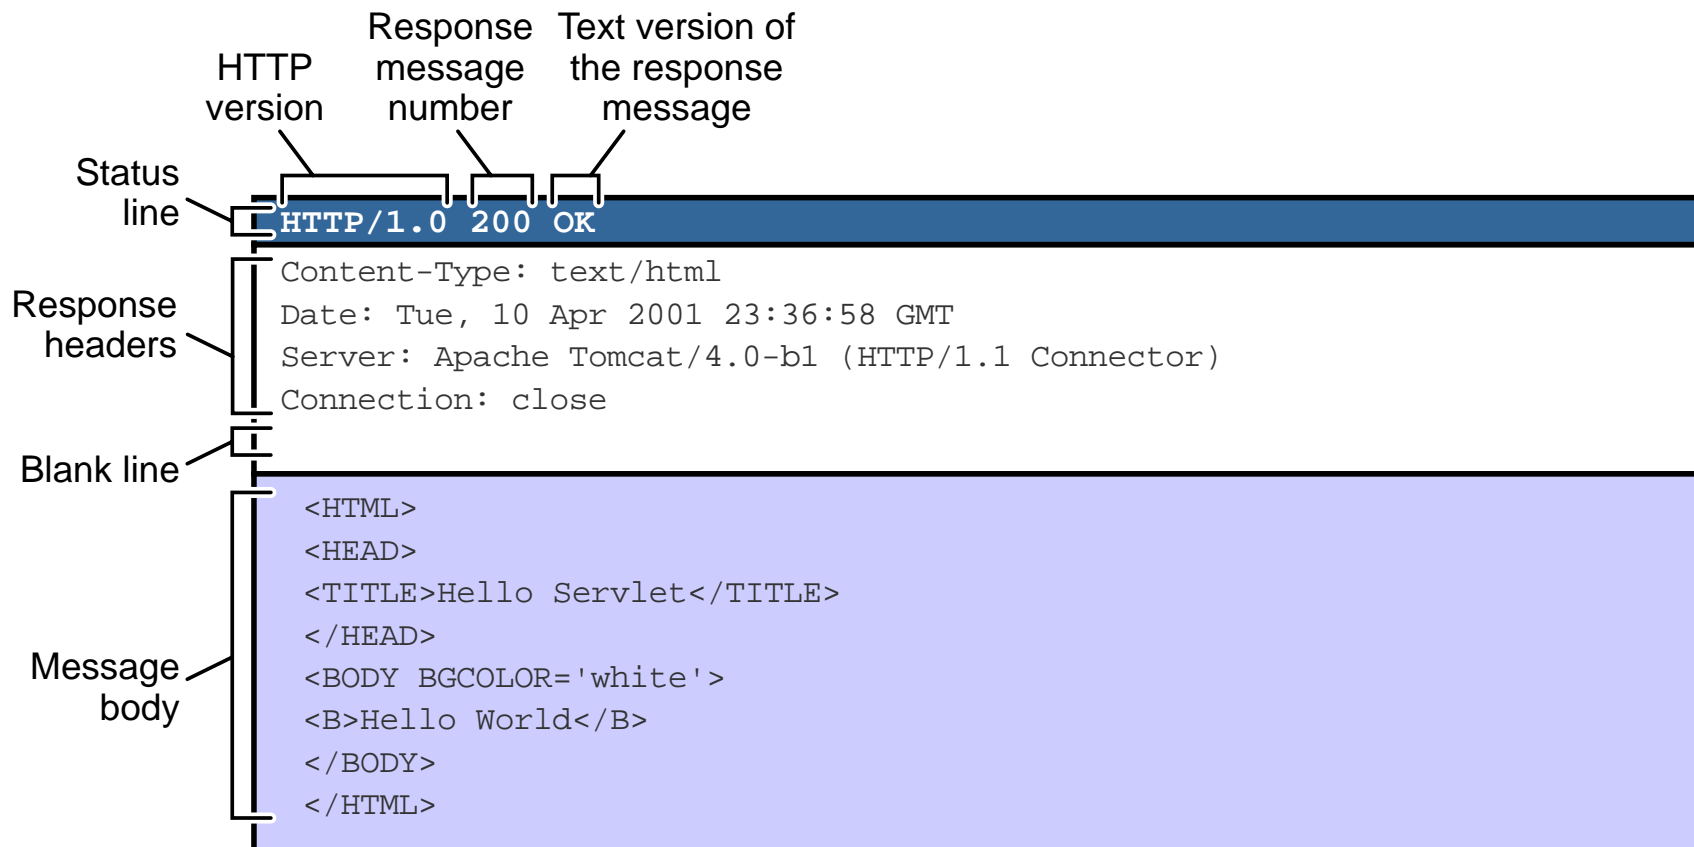 HTTP
version
Response
message
number
Text version of
the response
message
Status
line
HTTP/1.0 200 OK
Response
headers
Content-Type: text/html
Date: Tue, 10 Apr 2001 23:36:58 GMT
Server: Apache Tomcat/4.0-b1 (HTTP/1.1 Connector)
Connection: close
Blank line
Message
body
<HTML>
<HEAD>
<TITLE>Hello Servlet</TITLE>
</HEAD>
<BODY BGCOLOR='white'>
<B>Hello World</B>
</BODY>
</HTML>